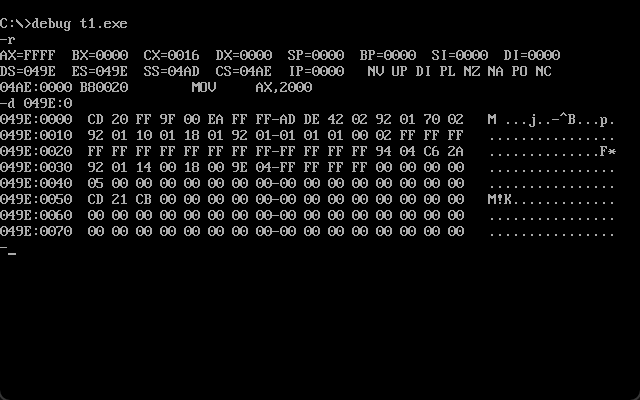 C:\>debug t1.exe
-r
AX=FFFF  BX=0000  CX=0016  DX=0000  SP=0000  BP=0000  SI=0000  DI=0000
DS=049E  ES=049E  SS=04AD  CS=04AE  IP=0000   NV UP DI PL NZ NA PO NC
04AE:0000 B80020        MOV     AX,2000
-d 049E:0
049E:0000  CD 20 FF 9F 00 EA FF FF-AD DE 42 02 92 01 70 02   M ...j..-^B...p.
049E:0010  92 01 10 01 18 01 92 01-01 01 01 00 02 FF FF FF   ................
049E:0020  FF FF FF FF FF FF FF FF-FF FF FF FF 94 04 C6 2A   ..............F*
049E:0030  92 01 14 00 18 00 9E 04-FF FF FF FF 00 00 00 00   ................
049E:0040  05 00 00 00 00 00 00 00-00 00 00 00 00 00 00 00   ................
049E:0050  CD 21 CB 00 00 00 00 00-00 00 00 00 00 00 00 00   M!K.............
049E:0060  00 00 00 00 00 00 00 00-00 00 00 00 00 00 00 00   ................
049E:0070  00 00 00 00 00 00 00 00-00 00 00 00 00 00 00 00   ................
-_